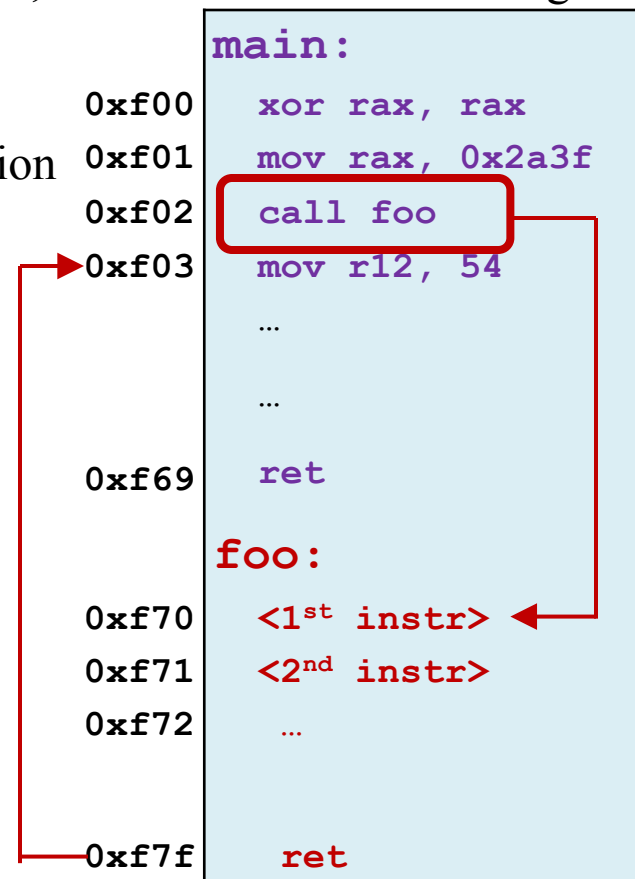 main:
0xf00 xor rax, rax
ion 0xf01 mov rax, 0x2a3f
0xf02 call foo
0xf03 mov r12, 54
…
…
0xf69 ret
foo:
0xf70 <1st instr>
0xf71 <2nd instr>
0xf72 …
0xf7f ret